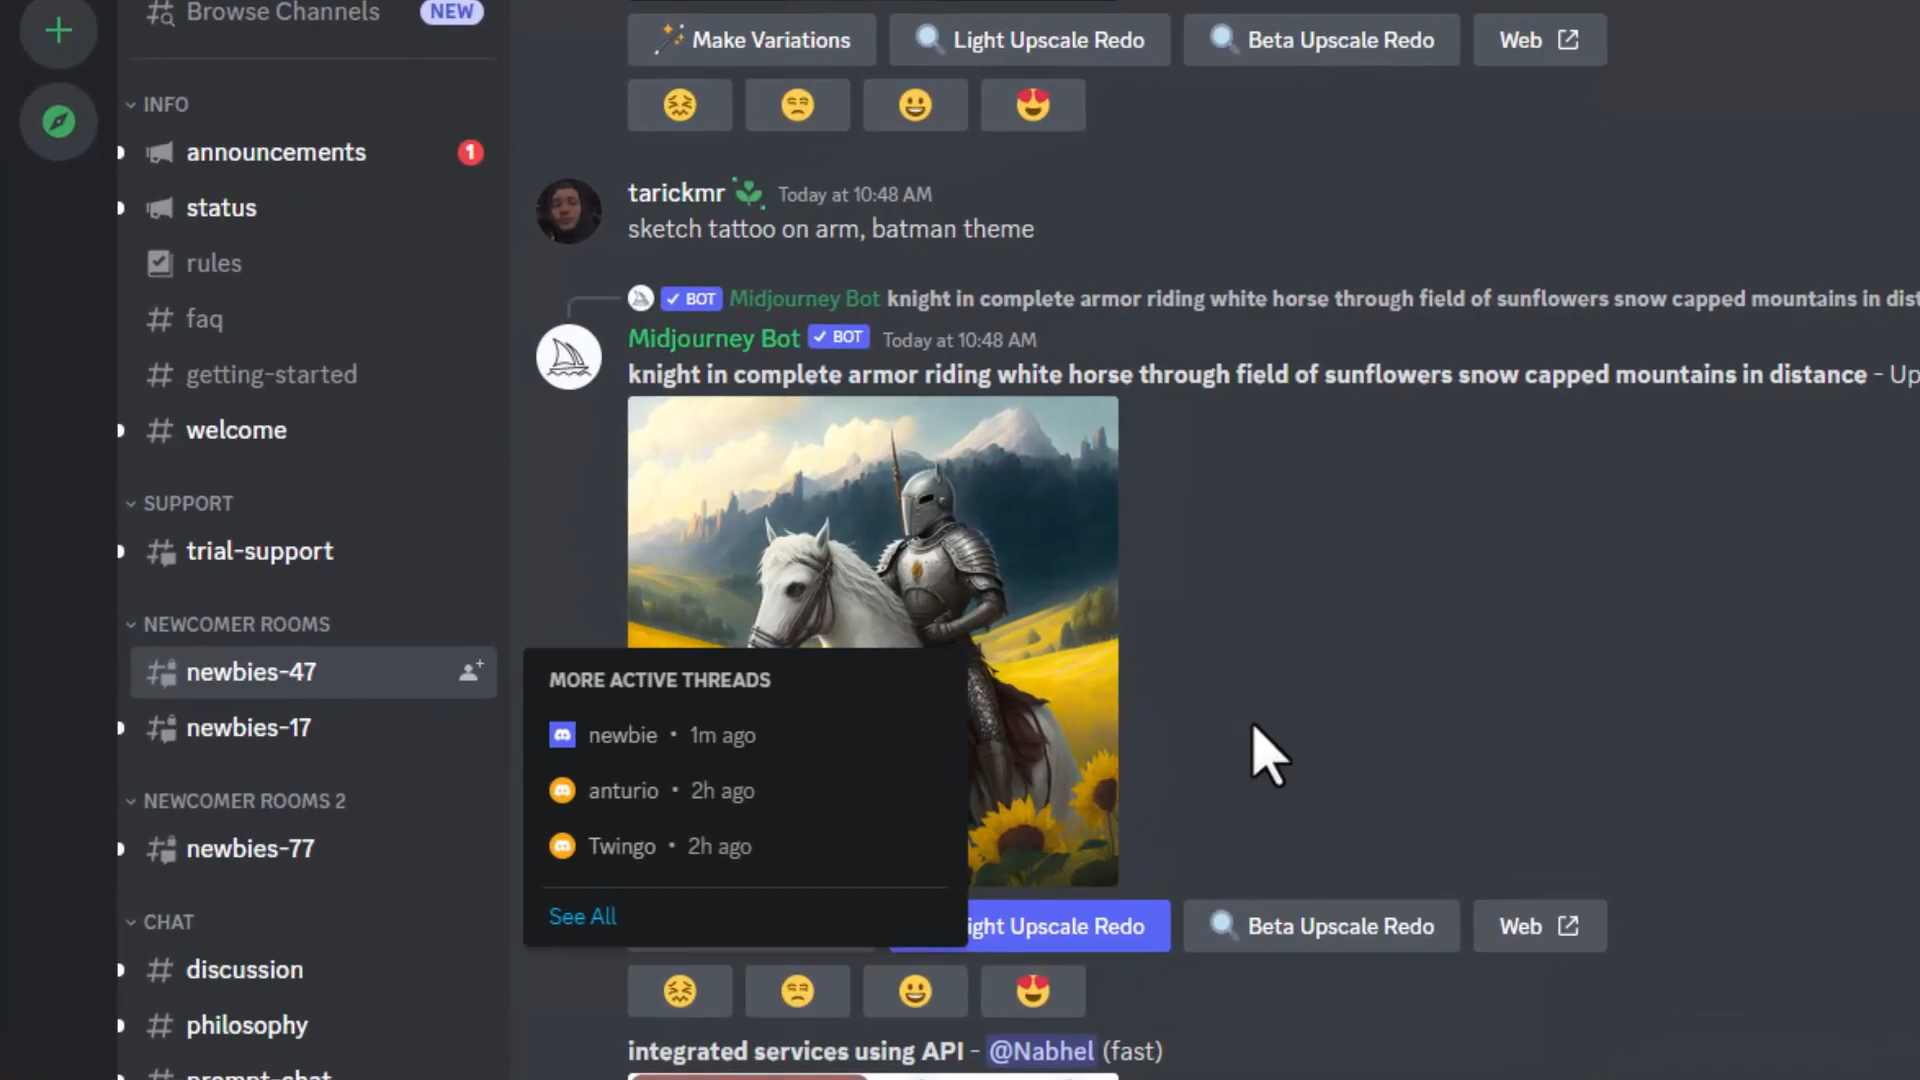 Browse Channels NEW
INFO
announcements 1
status
rules
faq
getting-started
welcome
SUPPORT
trial-support
NEWCOMER ROOMS
newbies-47
newbies-17
NEWCOMER ROOMS 2
newbies-77
CHAT
discussion
philosophy
prompt-chat
Make Variations
Light Upscale Redo
Beta Upscale Redo
Web
tarickmr Today at 10:48 AM
sketch tattoo on arm, batman theme
BOT Midjourney Bot knight in complete armor riding white horse through field of sunflowers snow capped mountains in dist
Midjourney Bot BOT Today at 10:48 AM
knight in complete armor riding white horse through field of sunflowers snow capped mountains in distance - Up
MORE ACTIVE THREADS
newbie • 1m ago
anturio • 2h ago
Twingo • 2h ago
See All
ight Upscale Redo
Beta Upscale Redo
Web
integrated services using API - @Nabhel (fast)